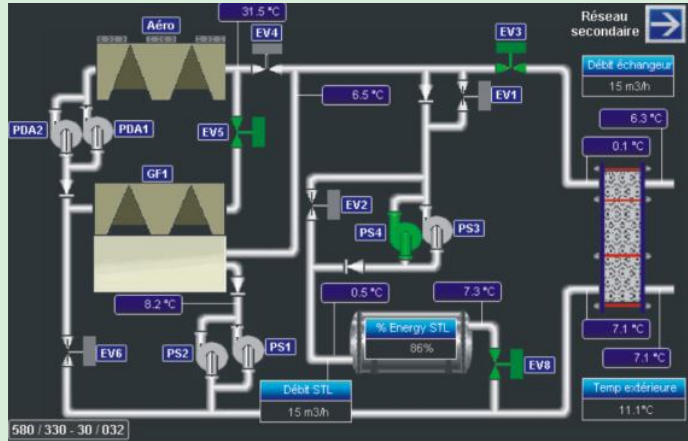 31.5 °C
Réseau
secondaire
Aéro
EV4
EV3
Débit échangeur
15 m3/h
6.5 °C
EV1
6.3 °C
PDA2
PDA1
EV5
0.1 °C
GF1
EV2
PS4
PS3
8.2 °C
0.5 °C
7.3 °C
% Energy STL
86%
7.1 °C
7.1 °C
EV6
PS2
PS1
EV8
Débit STL
15 m3/h
Temp extérieure
11.1°C
580 / 330 - 30 / 032